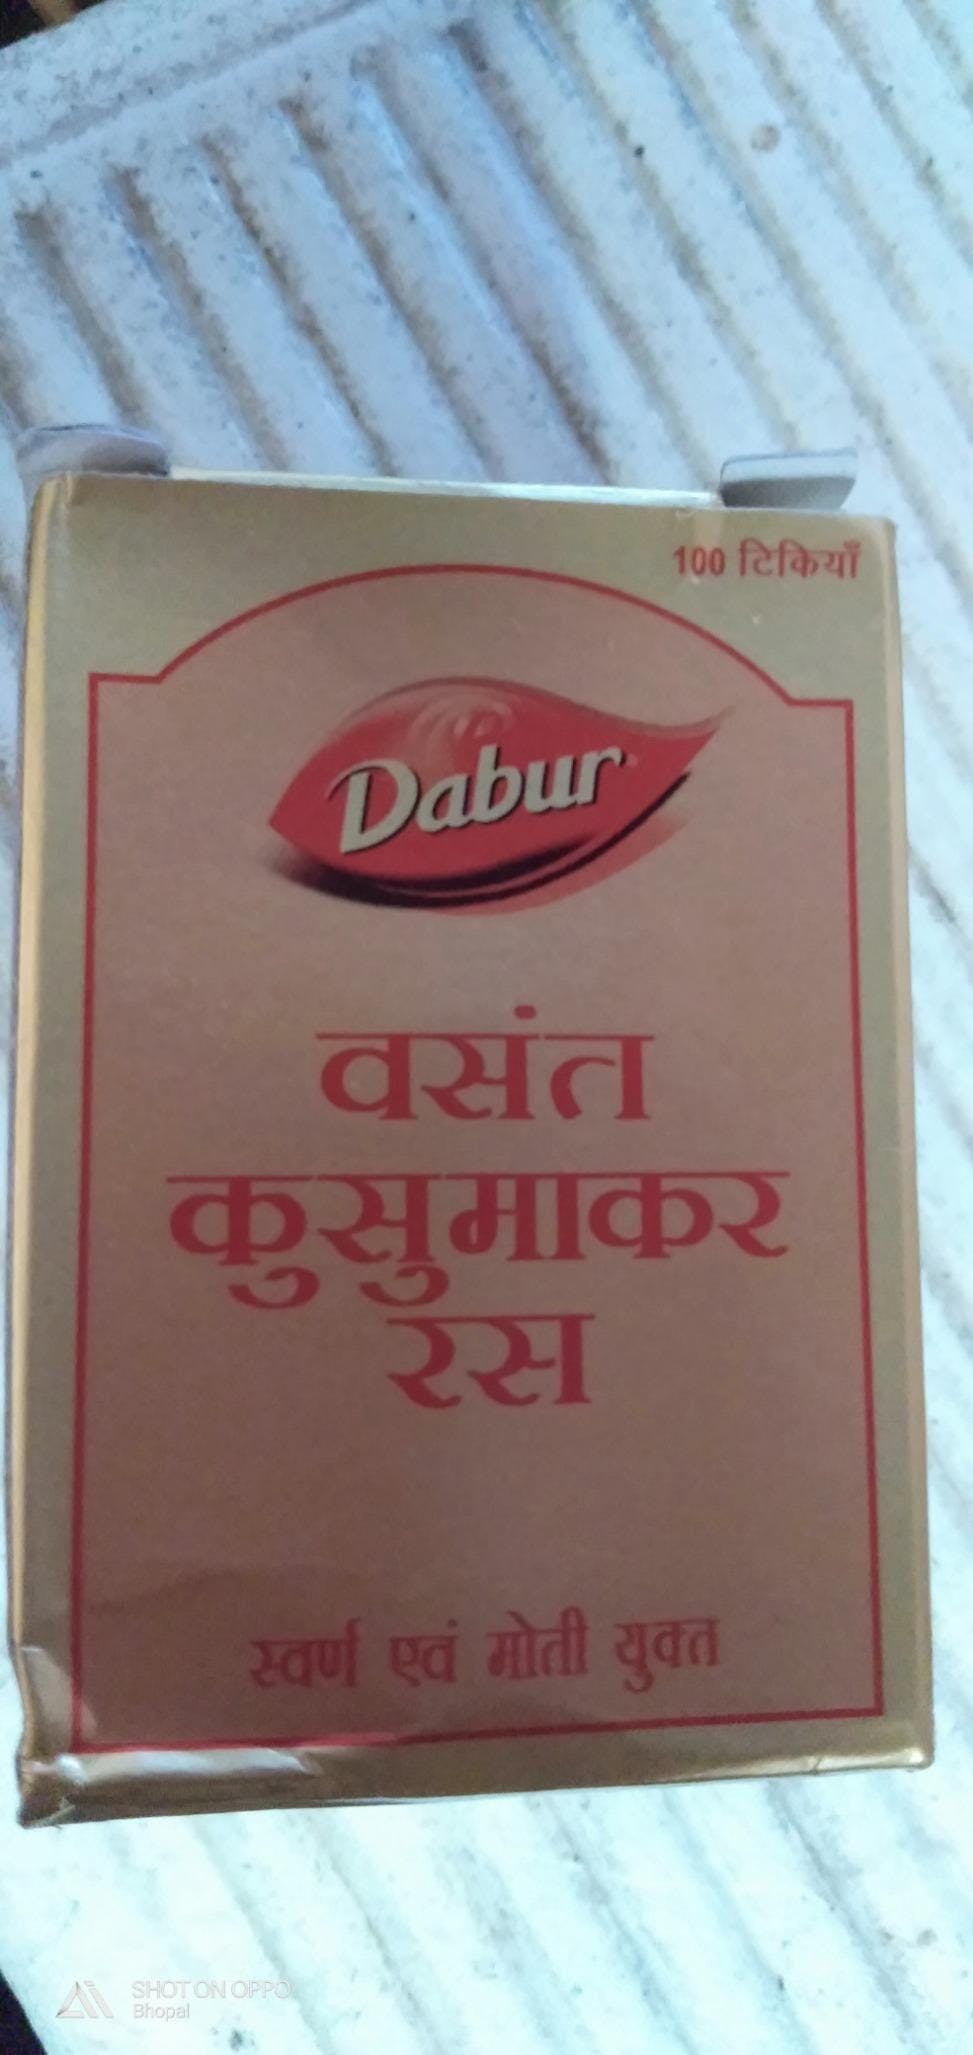 100 टिकियाँ
Dabur
वसंत
कुसुमाकर
रस
स्वर्ण एवं मोती युक्त
SHOT ON OPPO
Bhopal